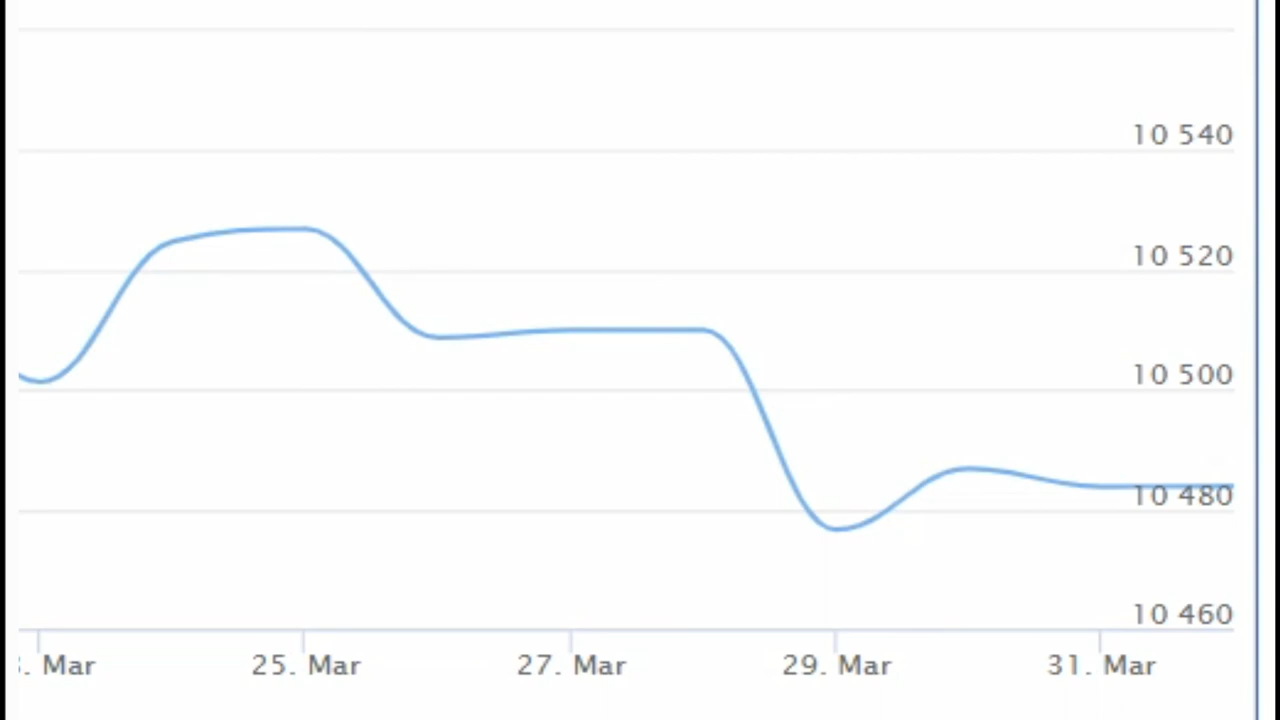 10 540
10 520
10 500
10 480
10 460
. Mar
25. Mar
27. Mar
29. Mar
31. Mar